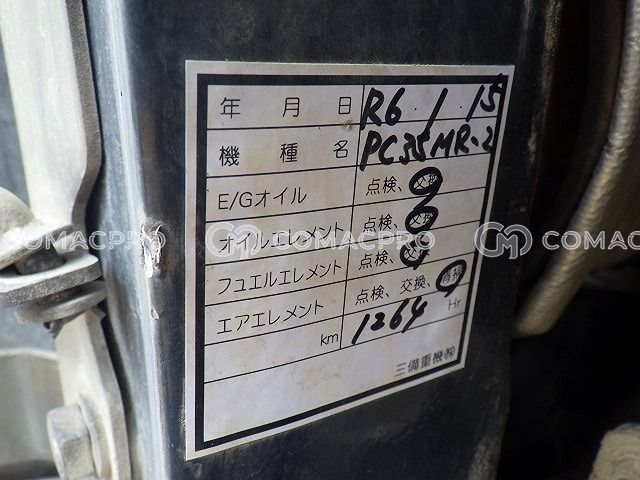 年 月 日 R6.1.15
機 種 名 PC35MR-2
E/Gオイル 点検、交換
オイルエレメント 点検、交換
フュエルエレメント 点検、交換
エアエレメント 点検、交換、清掃
km 1264 Hr
三備重機㈱
COMACPRO COMACPRO COMAC